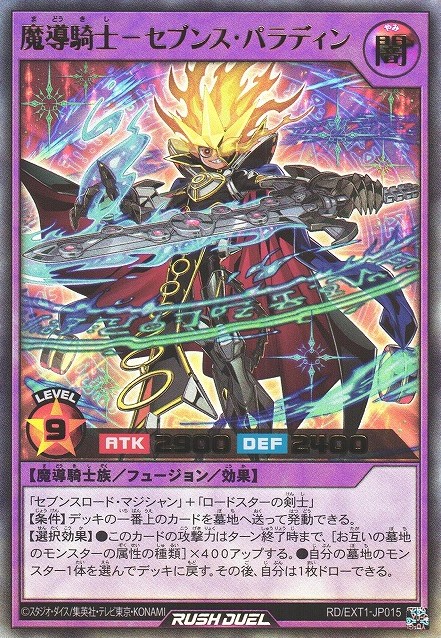 魔導騎士－セブンス・パラディン
まどうきし
やみ
闇
LEVEL
9
ATK 2900 DEF 2400
【魔導騎士族／フュージョン／効果】
「セブンスロード・マジシャン」＋「ロードスターの剣士」
【条件】デッキの一番上のカードを墓地へ送って発動できる。
【選択効果】●このカードの攻撃力はターン終了時まで、［お互いの墓地
のモンスターの属性の種類］×400アップする。●自分の墓地のモン
スター1体を選んでデッキに戻す。その後、自分は1枚ドローできる。
©スタジオ・ダイス/集英社・テレビ東京・KONAMI RUSH DUEL RD/EXT1-JP015